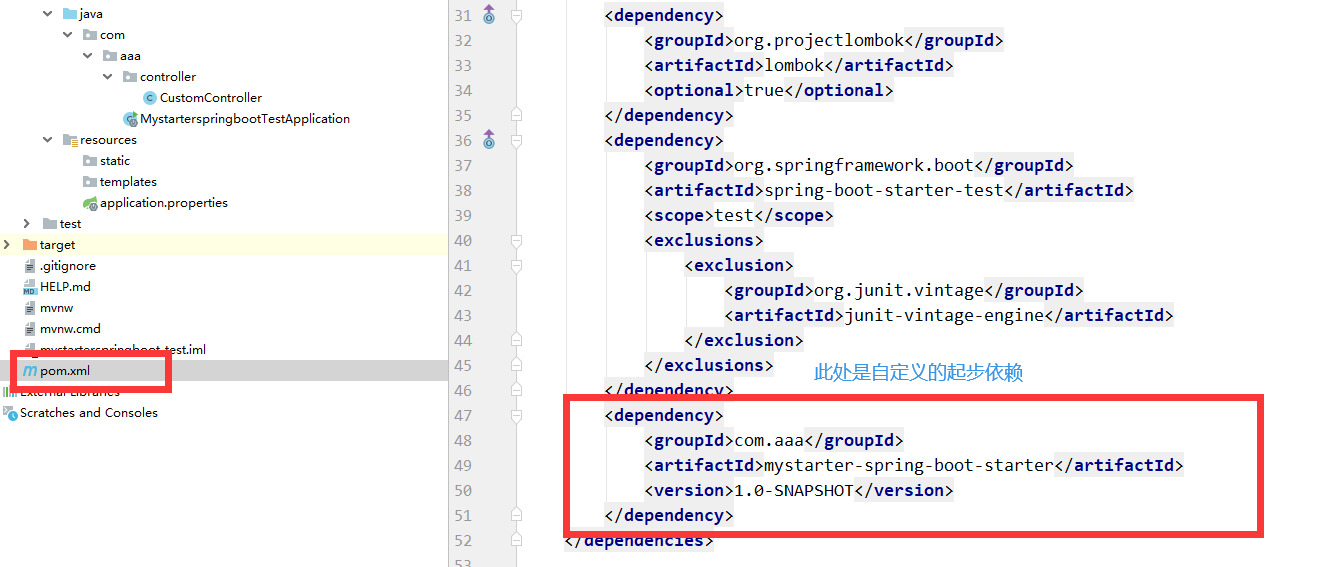 java
com
aaa
controller
CustomController
MystarterspringbootTestApplication
resources
static
templates
application.properties
test
target
.gitignore
HELP.md
mvnw
mvnw.cmd
mystarterspringboot-test.iml
pom.xml
External Libraries
Scratches and Consoles
31 <dependency>
32 <groupId>org.projectlombok</groupId>
33 <artifactId>lombok</artifactId>
34 <optional>true</optional>
35 </dependency>
36 <dependency>
37 <groupId>org.springframework.boot</groupId>
38 <artifactId>spring-boot-starter-test</artifactId>
39 <scope>test</scope>
40 <exclusions>
41 <exclusion>
42 <groupId>org.junit.vintage</groupId>
43 <artifactId>junit-vintage-engine</artifactId>
44 </exclusion>
45 </exclusions>
此处是自定义的起步依赖
46 </dependency>
47 <dependency>
48 <groupId>com.aaa</groupId>
49 <artifactId>mystarter-spring-boot-starter</artifactId>
50 <version>1.0-SNAPSHOT</version>
51 </dependency>
52 </dependencies>
53